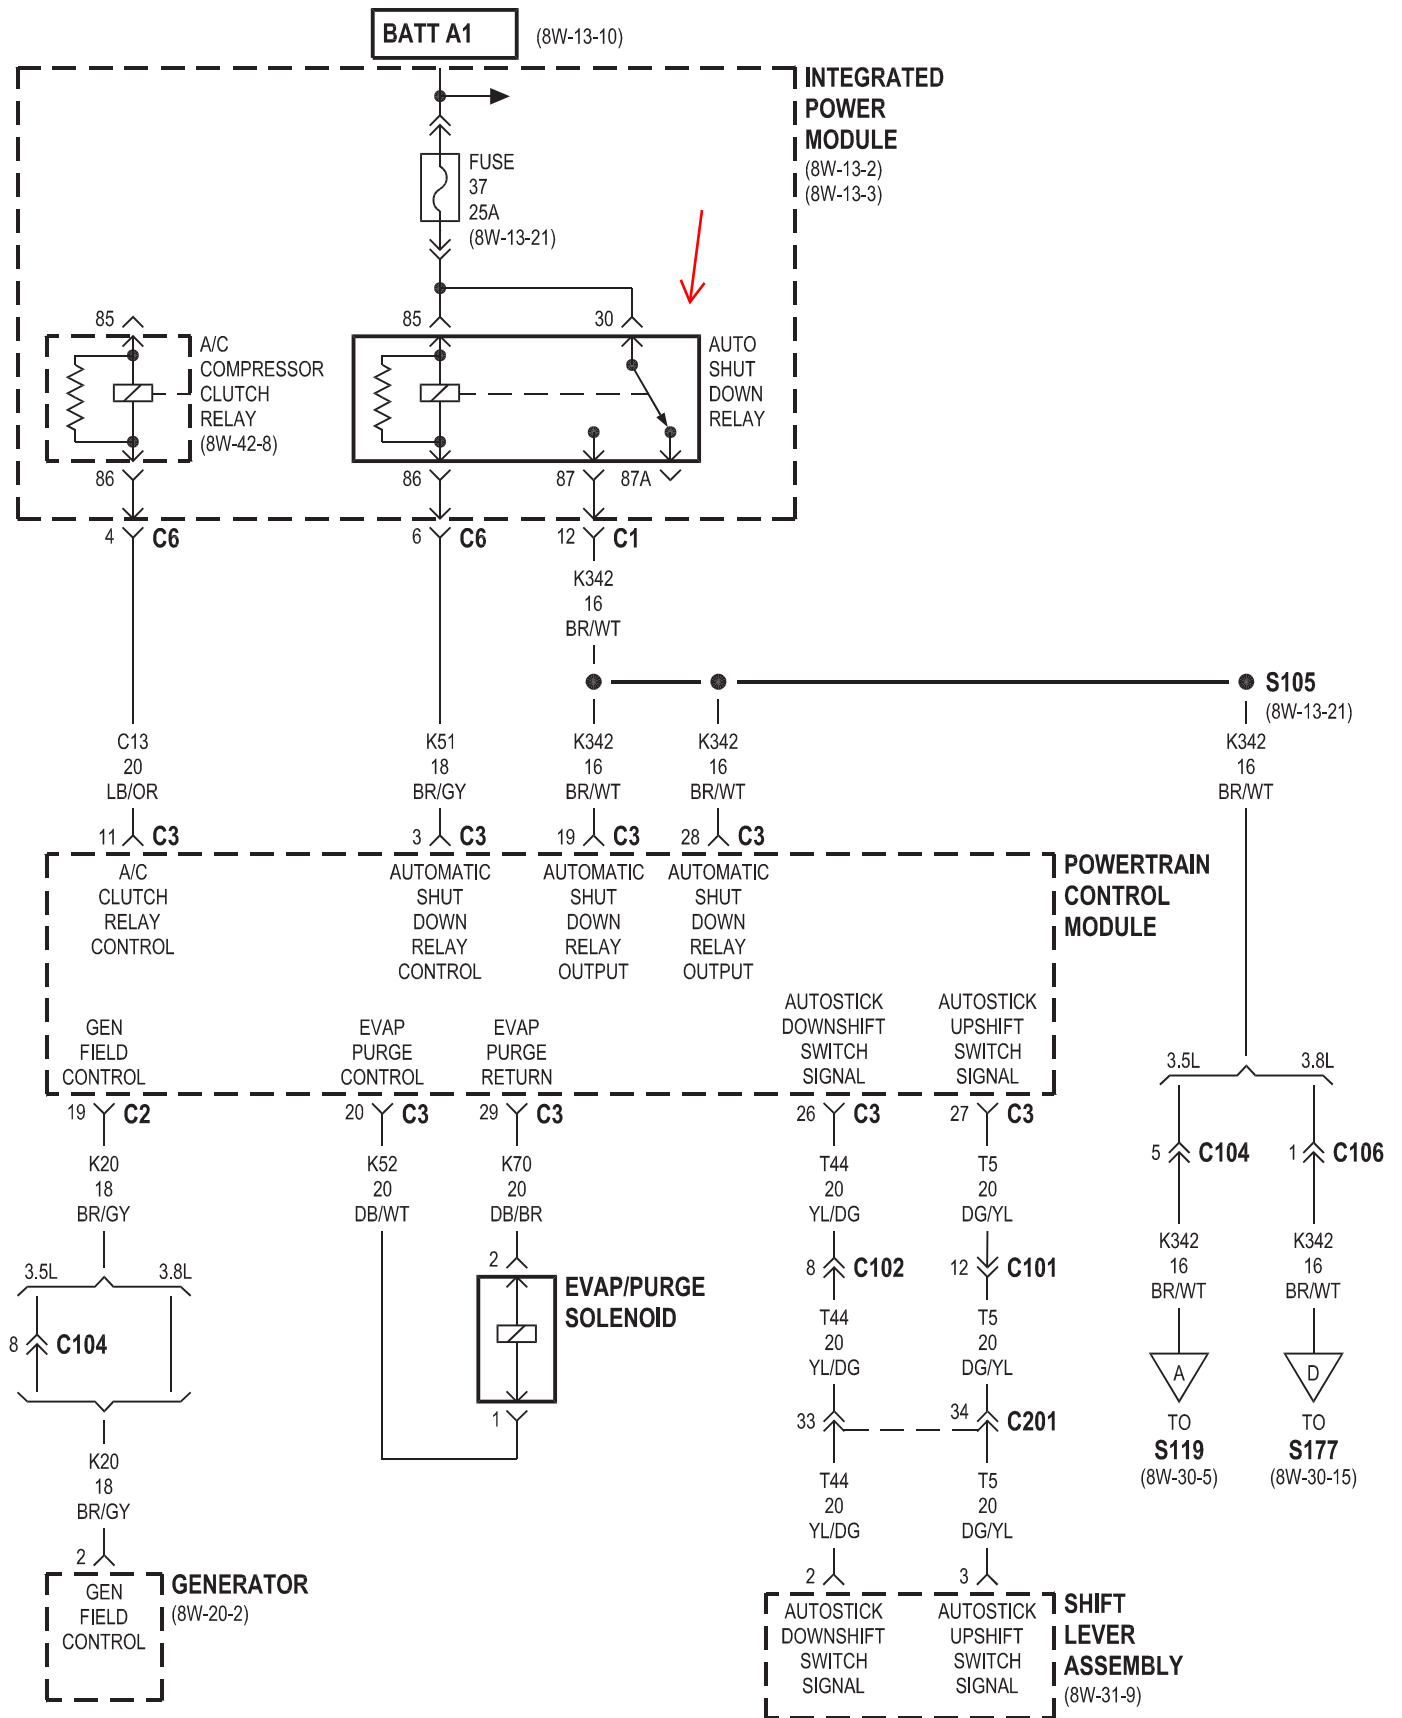 BATT A1
(8W-13-10)
INTEGRATED
POWER
MODULE
(8W-13-2)
(8W-13-3)
FUSE
37
25A
(8W-13-21)
85
85
30
A/C
COMPRESSOR
CLUTCH
RELAY
(8W-42-8)
AUTO
SHUT
DOWN
RELAY
86
86
87
87A
4
C6
6
C6
12
C1
K342
16
BR/WT
S105
(8W-13-21)
C13
20
LB/OR
K51
18
BR/GY
K342
16
BR/WT
K342
16
BR/WT
K342
16
BR/WT
11
C3
3
C3
19
C3
28
C3
A/C
CLUTCH
RELAY
CONTROL
AUTOMATIC
SHUT
DOWN
RELAY
CONTROL
AUTOMATIC
SHUT
DOWN
RELAY
OUTPUT
AUTOMATIC
SHUT
DOWN
RELAY
OUTPUT
POWERTRAIN
CONTROL
MODULE
GEN
FIELD
CONTROL
EVAP
PURGE
CONTROL
EVAP
PURGE
RETURN
AUTOSTICK
DOWNSHIFT
SWITCH
SIGNAL
AUTOSTICK
UPSHIFT
SWITCH
SIGNAL
3.5L
3.8L
19
C2
20
C3
29
C3
26
C3
27
C3
5
C104
1
C106
K20
18
BR/GY
K52
20
DB/WT
K70
20
DB/BR
T44
20
YL/DG
T5
20
DG/YL
K342
16
BR/WT
K342
16
BR/WT
3.5L
3.8L
2
EVAP/PURGE
SOLENOID
8
C102
12
C101
8
C104
T44
20
YL/DG
T5
20
DG/YL
A
D
1
33
34
C201
TO
S119
(8W-30-5)
TO
S177
(8W-30-15)
K20
18
BR/GY
T44
20
YL/DG
T5
20
DG/YL
2
GEN
FIELD
CONTROL
GENERATOR
(8W-20-2)
2
3
AUTOSTICK
DOWNSHIFT
SWITCH
SIGNAL
AUTOSTICK
UPSHIFT
SWITCH
SIGNAL
SHIFT
LEVER
ASSEMBLY
(8W-31-9)